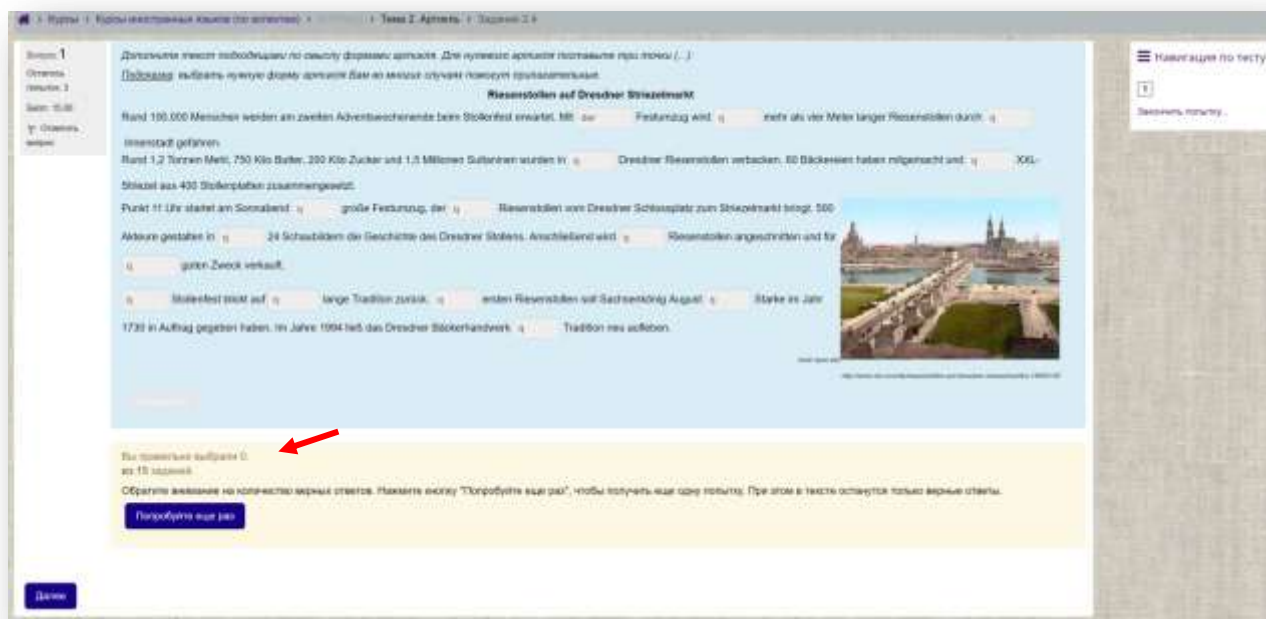 Курсы Курсы иностранных языков Тема 2. Артикль Задание 2.4
Вопрос 1
Осталось
попыток: 3
Балл: 15,00
Отметить
вопрос
Дополните текст подходящими по смыслу формами артикля. Для нулевого артикля поставьте три точки (...)
Подсказка: выбрать нужную форму артикля Вам во многих случаях помогут прилагательные.
Riesenstollen auf Dresdner Striezelmarkt
Rund 100.000 Menschen werden am zweiten Adventswochenende beim Stollenfest erwartet. Mit Festumzug wird q mehr als vier Meter langer Riesenstollen durch q
Innenstadt gefahren.
Rund 1,2 Tonnen Mehl, 750 Kilo Butter, 200 Kilo Zucker und 1,5 Millionen Sultaninen wurden in q Dresdner Riesenstollen verbacken. 60 Bäckereien haben mitgemacht und q XXL-
Striezel aus 400 Stollenplatten zusammengesetzt.
Punkt 11 Uhr startet am Sonnabend q große Festumzug, der q Riesenstollen vom Dresdner Schlossplatz zum Striezelmarkt bringt. 500
Akteure gestalten in q 24 Schaubildern die Geschichte des Dresdner Stollens. Anschließend wird q Riesenstollen angeschnitten und für
q guten Zweck verkauft.
q Stollenfest blickt auf q lange Tradition zurück. q ersten Riesenstollen soll Sachsenkönig August q Starke im Jahr
1730 in Auftrag gegeben haben. Im Jahre 1994 ließ das Dresdner Bäckerhandwerk q Tradition neu aufleben.
Вы правильно выбрали 0
из 15 заданий
Обратите внимание на количество верных ответов. Нажмите кнопку "Попробуйте еще раз", чтобы получить еще одну попытку. При этом в тексте останутся только верные ответы.
Попробуйте еще раз
Далее
Навигация по тесту
1
Закончить попытку...